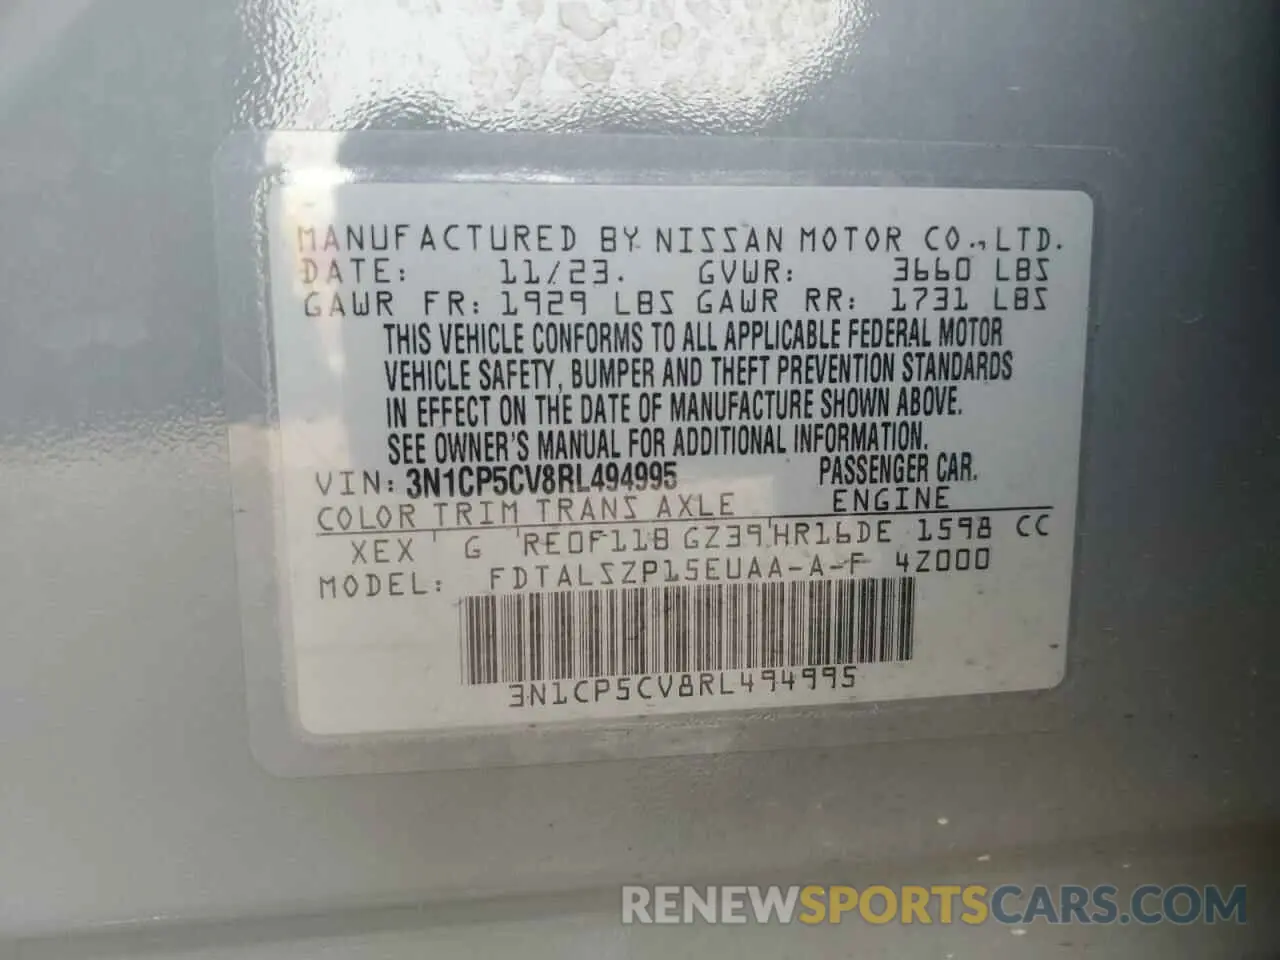 MANUFACTURED BY NISSAN MOTOR CO.,LTD.
DATE: 11/23. GVWR: 3660 LBS
GAWR FR: 1929 LBS GAWR RR: 1731 LBS
THIS VEHICLE CONFORMS TO ALL APPLICABLE FEDERAL MOTOR
VEHICLE SAFETY, BUMPER AND THEFT PREVENTION STANDARDS
IN EFFECT ON THE DATE OF MANUFACTURE SHOWN ABOVE.
SEE OWNER'S MANUAL FOR ADDITIONAL INFORMATION.
VIN: 3N1CP5CV8RL494995 PASSENGER CAR.
COLOR TRIM TRANS AXLE ENGINE
XEX G RE0F11B GZ39 HR16DE 1598 CC
MODEL: FDTALSZP15EUAA-A-F 4Z000
3N1CP5CV8RL494995
RENEWSPORTSCARS.COM